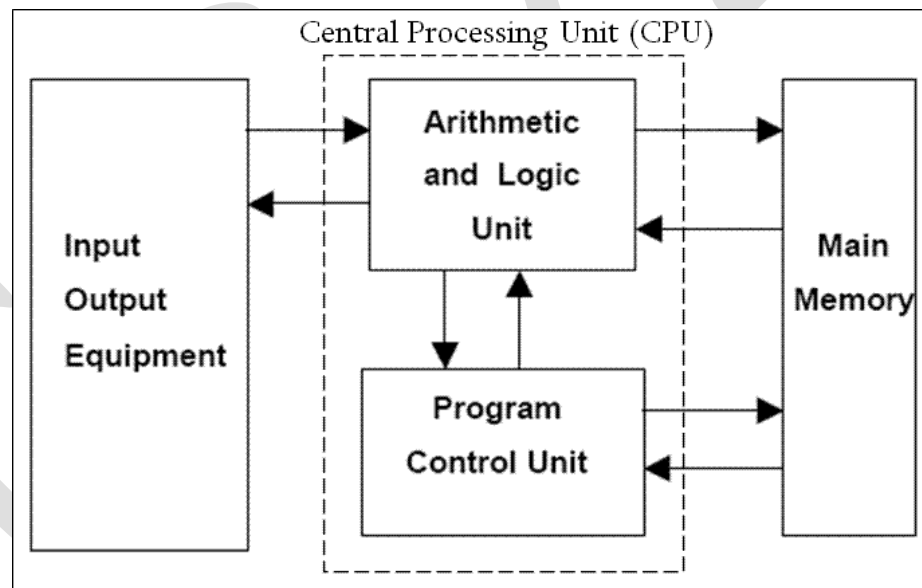 Central Processing Unit (CPU)
Input
Output
Equipment
Arithmetic
and Logic
Unit
Program
Control Unit
Main
Memory